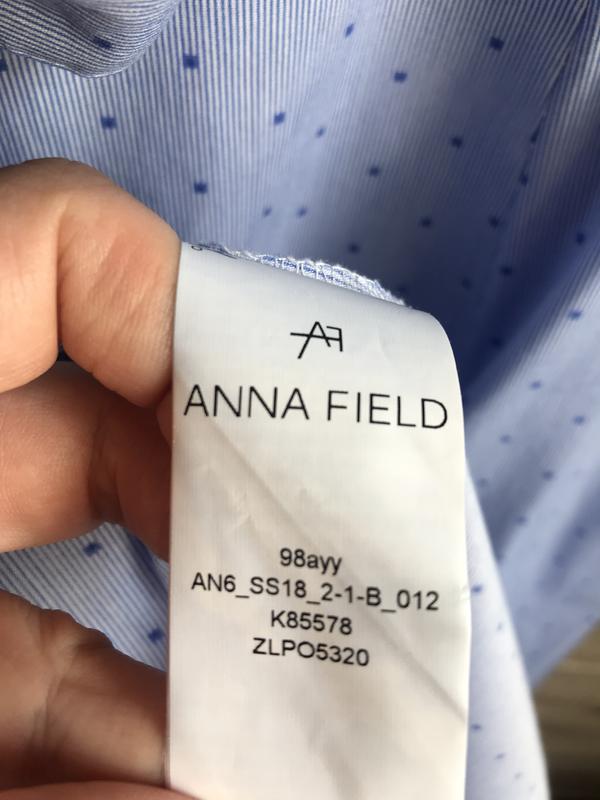 AF
ANNA FIELD
98ayy
AN6_SS18_2-1-B_012
K85578
ZLPO5320